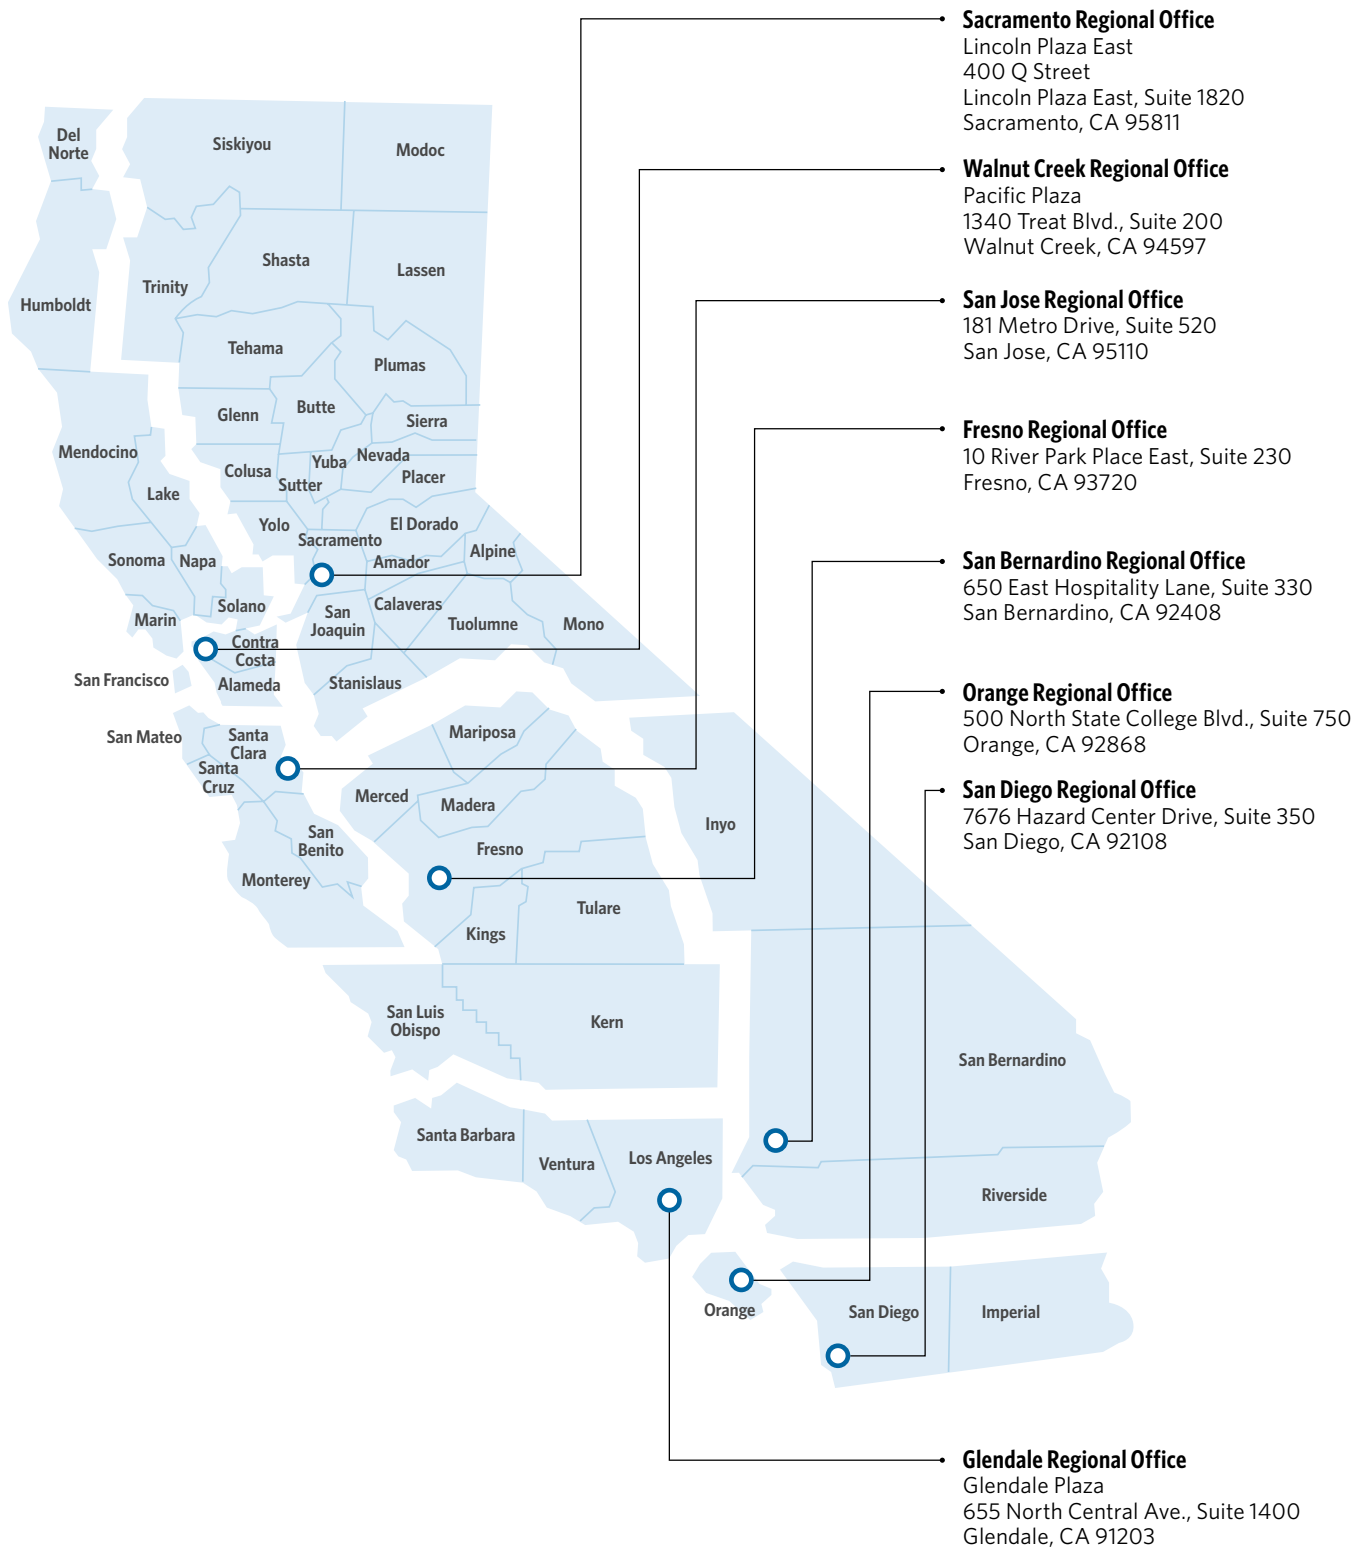 Sacramento Regional Office
Lincoln Plaza East
400 Q Street
Lincoln Plaza East, Suite 1820
Sacramento, CA 95811
Walnut Creek Regional Office
Pacific Plaza
1340 Treat Blvd., Suite 200
Walnut Creek, CA 94597
San Jose Regional Office
181 Metro Drive, Suite 520
San Jose, CA 95110
Fresno Regional Office
10 River Park Place East, Suite 230
Fresno, CA 93720
San Bernardino Regional Office
650 East Hospitality Lane, Suite 330
San Bernardino, CA 92408
Orange Regional Office
500 North State College Blvd., Suite 750
Orange, CA 92868
San Diego Regional Office
7676 Hazard Center Drive, Suite 350
San Diego, CA 92108
Glendale Regional Office
Glendale Plaza
655 North Central Ave., Suite 1400
Glendale, CA 91203
Del
Norte
Siskiyou
Modoc
Humboldt
Trinity
Shasta
Lassen
Tehama
Plumas
Glenn
Butte
Sierra
Mendocino
Colusa
Yuba
Nevada
Sutter
Placer
Lake
Yolo
El Dorado
Sacramento
Sonoma
Napa
Amador
Alpine
Solano
Marin
San
Joaquin
Calaveras
Tuolumne
Mono
Contra
Costa
San Francisco
Alameda
Stanislaus
San Mateo
Santa
Clara
Santa
Cruz
Mariposa
Merced
Madera
Inyo
San
Benito
Fresno
Monterey
Tulare
Kings
San Luis
Obispo
Kern
San Bernardino
Santa Barbara
Ventura
Los Angeles
Riverside
Orange
San Diego
Imperial